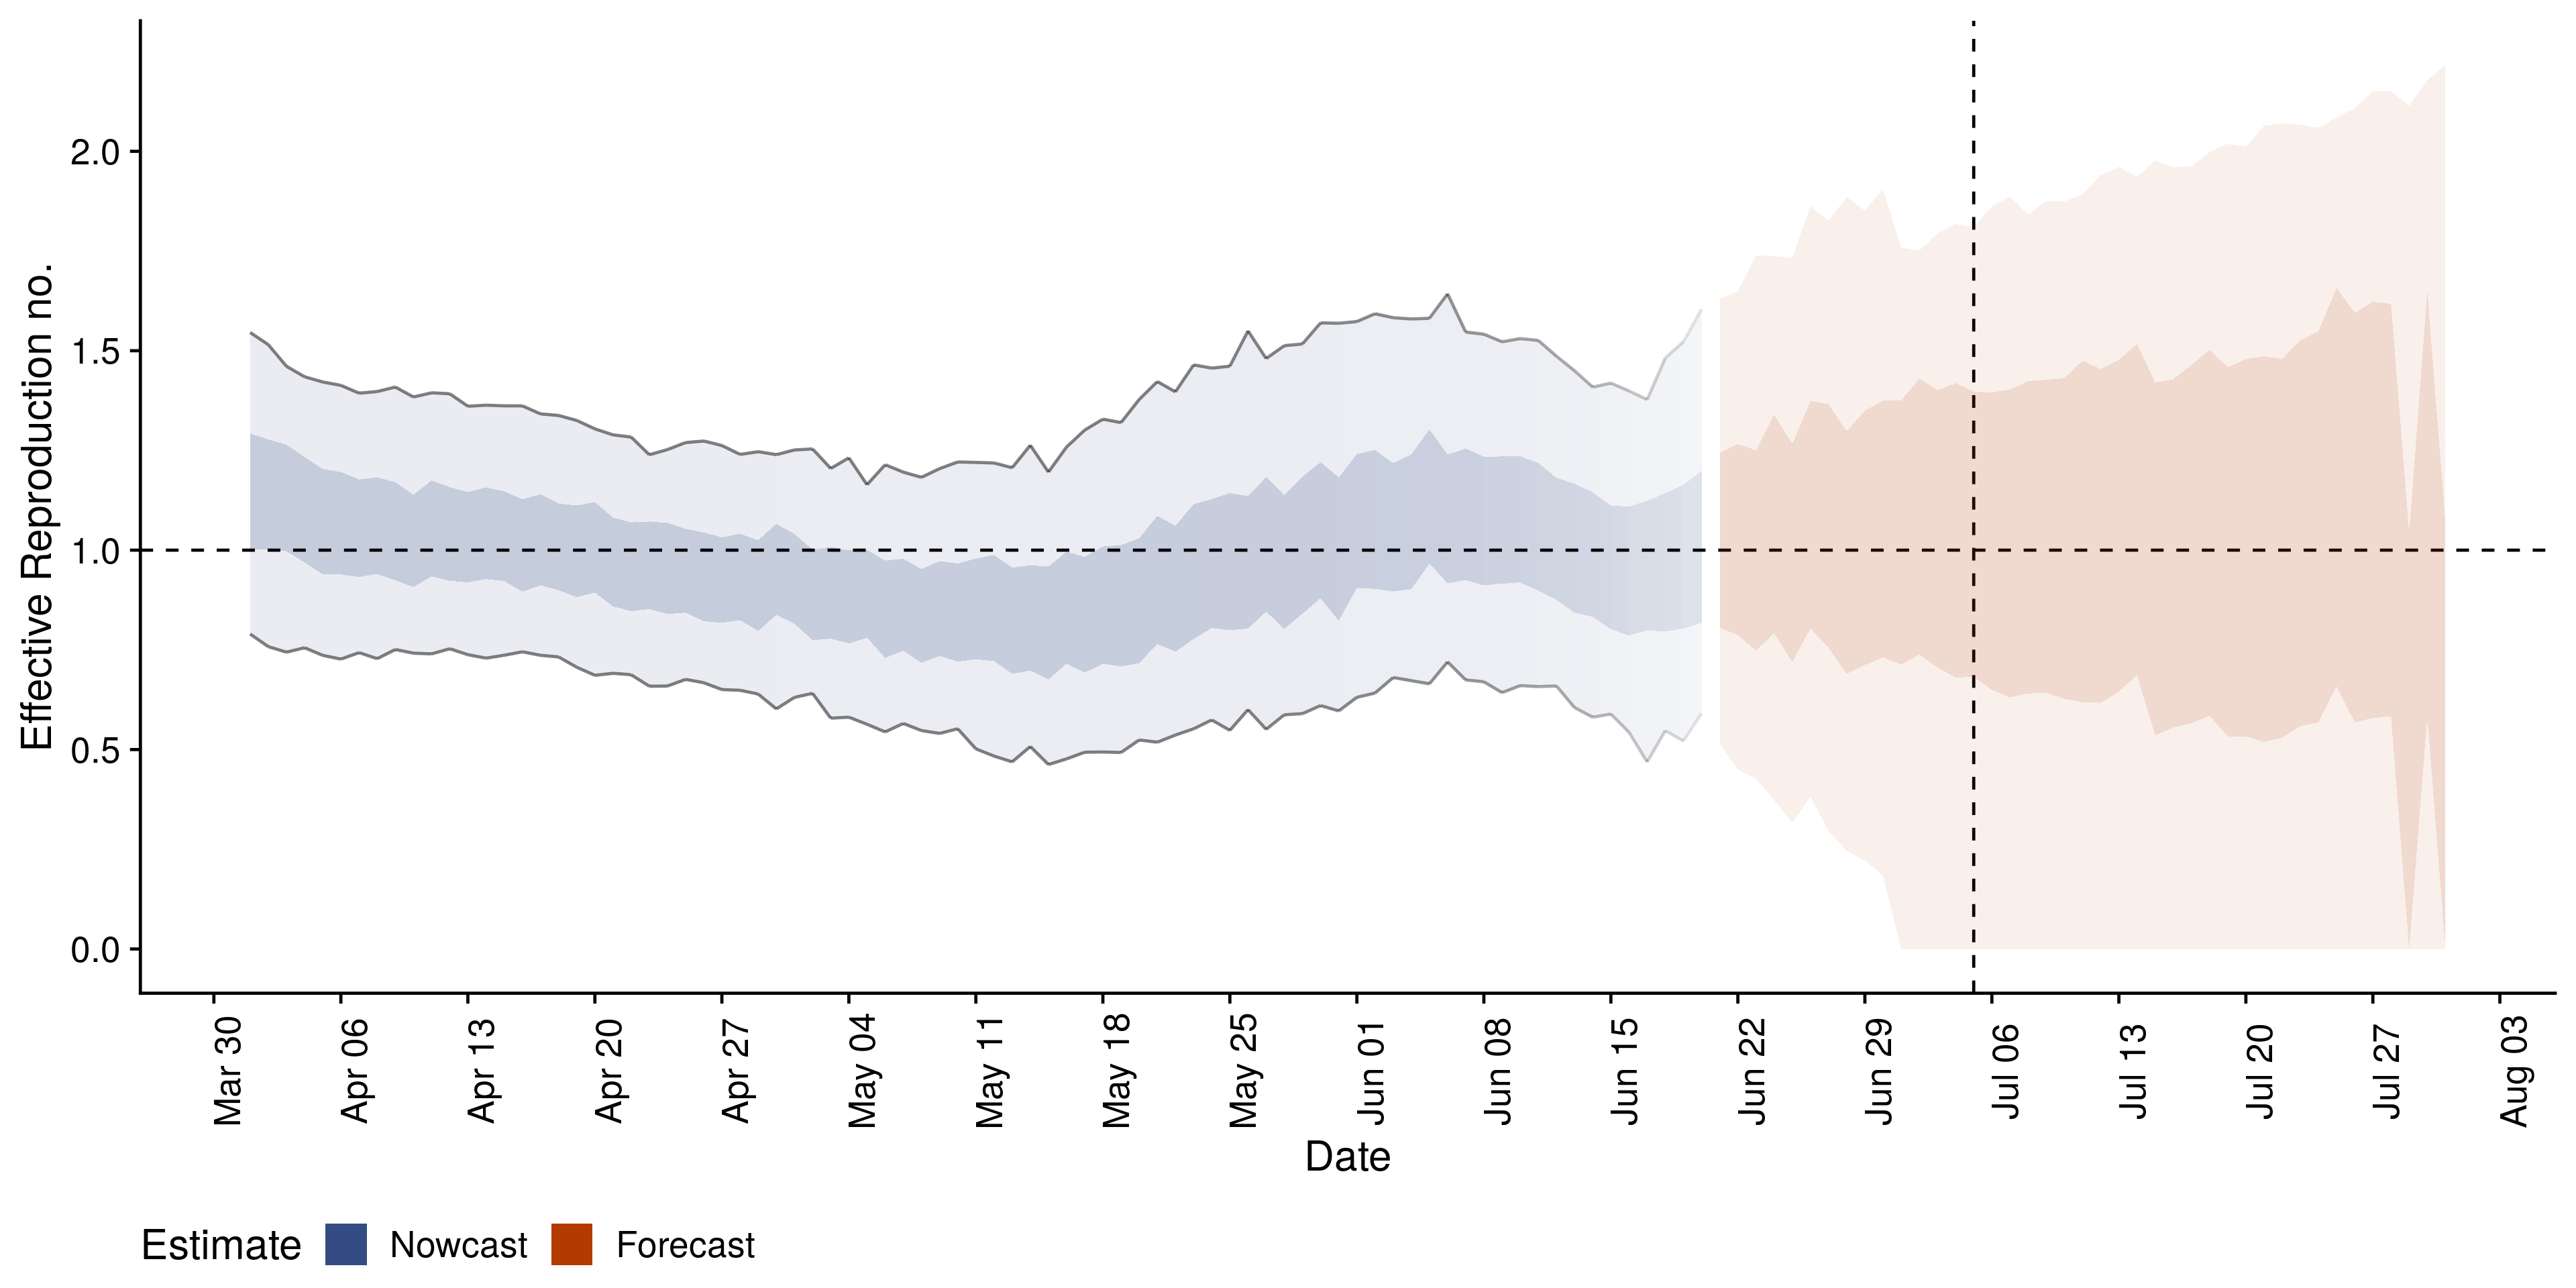 Effective Reproduction no.
2.0
1.5
1.0
0.5
0.0
Mar 30
Apr 06
Apr 13
Apr 20
Apr 27
May 04
May 11
May 18
May 25
Jun 01
Jun 08
Jun 15
Jun 22
Jun 29
Jul 06
Jul 13
Jul 20
Jul 27
Aug 03
Date
Estimate Nowcast Forecast